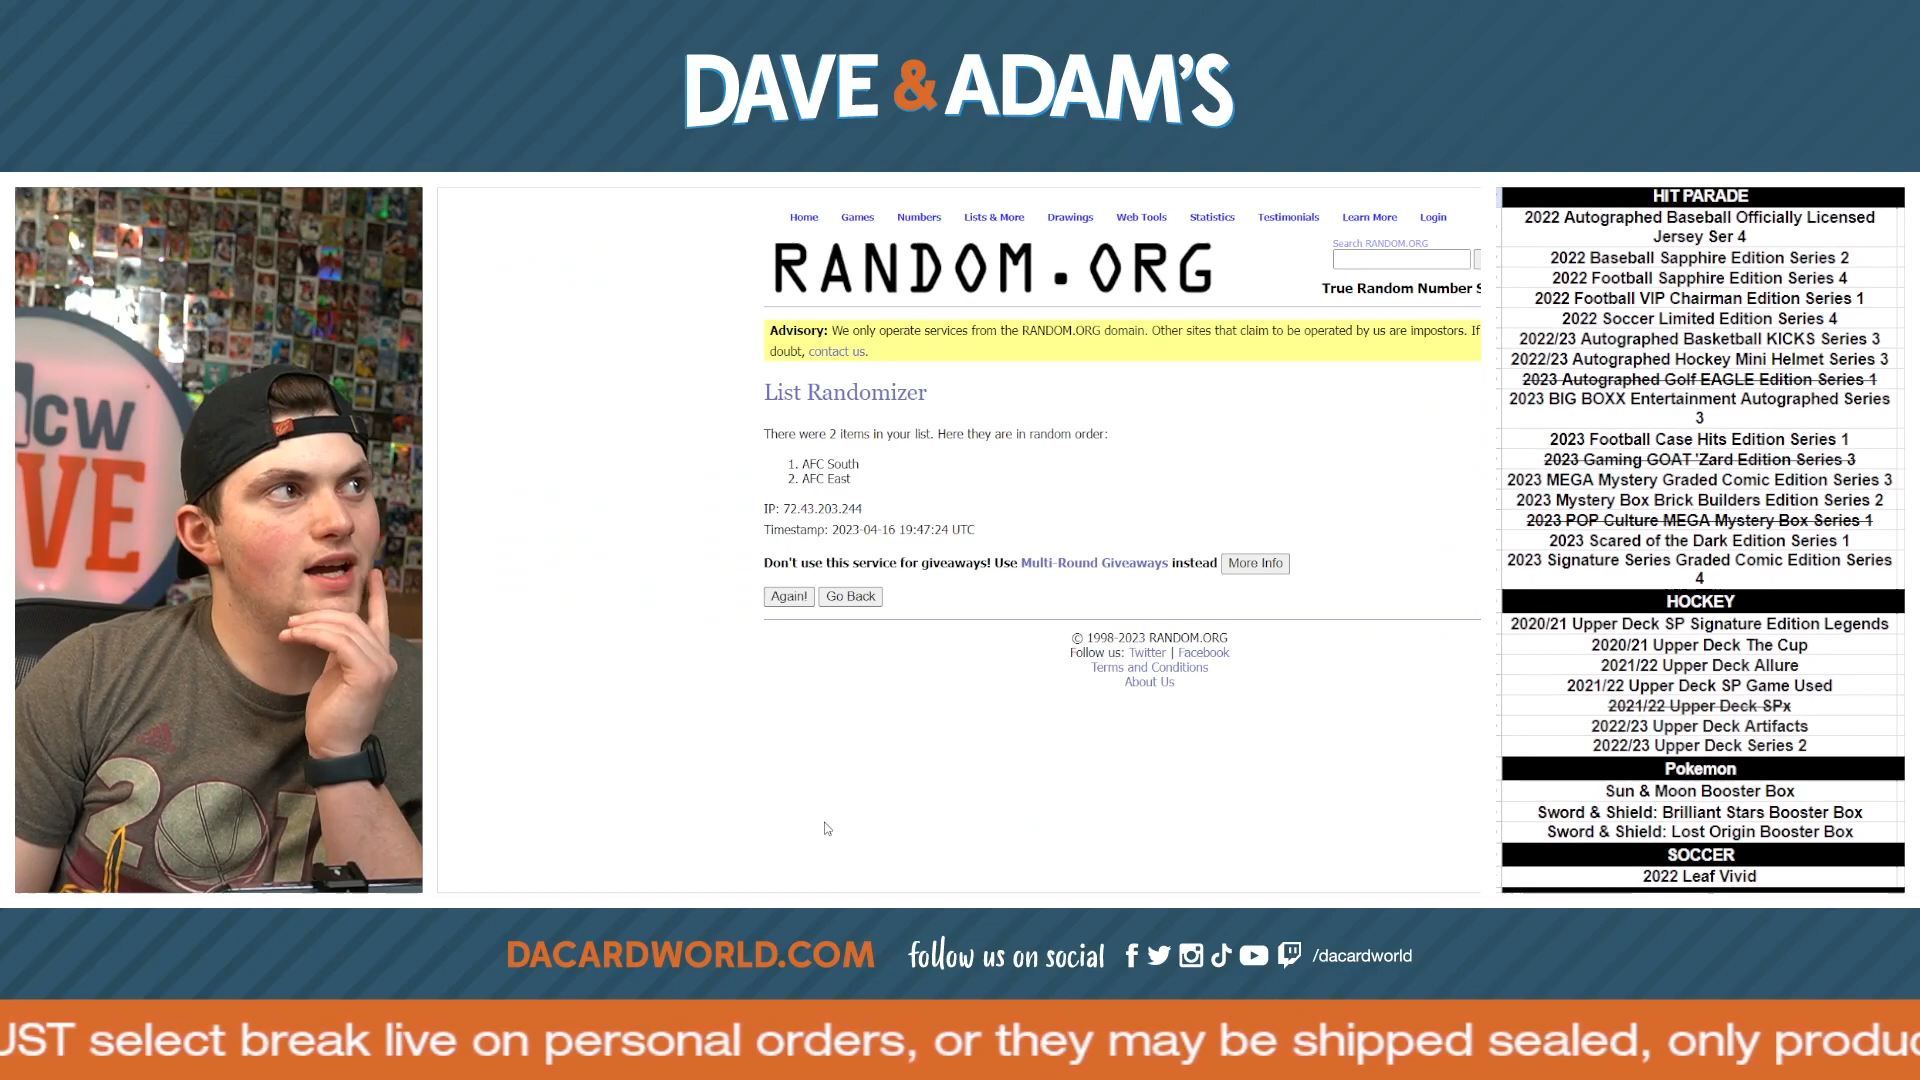 DAVE & ADAM'S
CW
IVE
201
Home Games Numbers Lists & More Drawings Web Tools Statistics Testimonials Learn More Login
Search RANDOM.ORG
RANDOM.ORG
True Random Number S
Advisory: We only operate services from the RANDOM.ORG domain. Other sites that claim to be operated by us are impostors. If
doubt, contact us.
List Randomizer
There were 2 items in your list. Here they are in random order:
1. AFC South
2. AFC East
IP: 72.43.203.244
Timestamp: 2023-04-16 19:47:24 UTC
Don't use this service for giveaways! Use Multi-Round Giveaways instead More Info
Again! Go Back
© 1998-2023 RANDOM.ORG
Follow us: Twitter | Facebook
Terms and Conditions
About Us
HIT PARADE
2022 Autographed Baseball Officially Licensed
Jersey Ser 4
2022 Baseball Sapphire Edition Series 2
2022 Football Sapphire Edition Series 4
2022 Football VIP Chairman Edition Series 1
2022 Soccer Limited Edition Series 4
2022/23 Autographed Basketball KICKS Series 3
2022/23 Autographed Hockey Mini Helmet Series 3
2023 Autographed Golf EAGLE Edition Series 1
2023 BIG BOXX Entertainment Autographed Series
3
2023 Football Case Hits Edition Series 1
2023 Gaming GOAT 'Zard Edition Series 3
2023 MEGA Mystery Graded Comic Edition Series 3
2023 Mystery Box Brick Builders Edition Series 2
2023 POP Culture MEGA Mystery Box Series 1
2023 Scared of the Dark Edition Series 1
2023 Signature Series Graded Comic Edition Series
4
HOCKEY
2020/21 Upper Deck SP Signature Edition Legends
2020/21 Upper Deck The Cup
2021/22 Upper Deck Allure
2021/22 Upper Deck SP Game Used
2021/22 Upper Deck SPx
2022/23 Upper Deck Artifacts
2022/23 Upper Deck Series 2
Pokemon
Sun & Moon Booster Box
Sword & Shield: Brilliant Stars Booster Box
Sword & Shield: Lost Origin Booster Box
SOCCER
2022 Leaf Vivid
DACARDWORLD.COM follow us on social /dacardworld
UST select break live on personal orders, or they may be shipped sealed, only produc